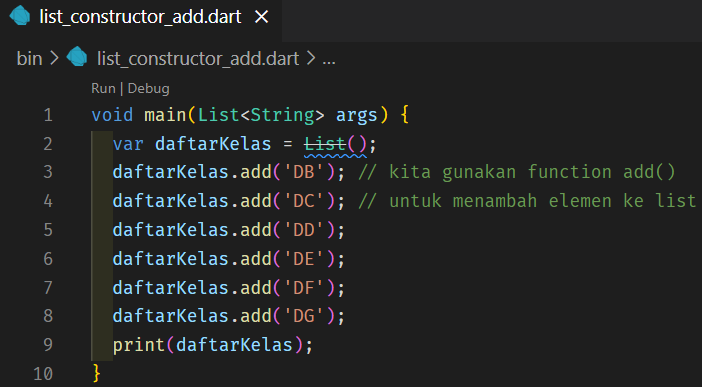 list_constructor_add.dart ×
bin > list_constructor_add.dart > ...
Run | Debug
1 void main(List<String> args) {
2 var daftarKelas = List();
3 daftarKelas.add('DB'); // kita gunakan function add()
4 daftarKelas.add('DC'); // untuk menambah elemen ke list
5 daftarKelas.add('DD');
6 daftarKelas.add('DE');
7 daftarKelas.add('DF');
8 daftarKelas.add('DG');
9 print(daftarKelas);
10 }